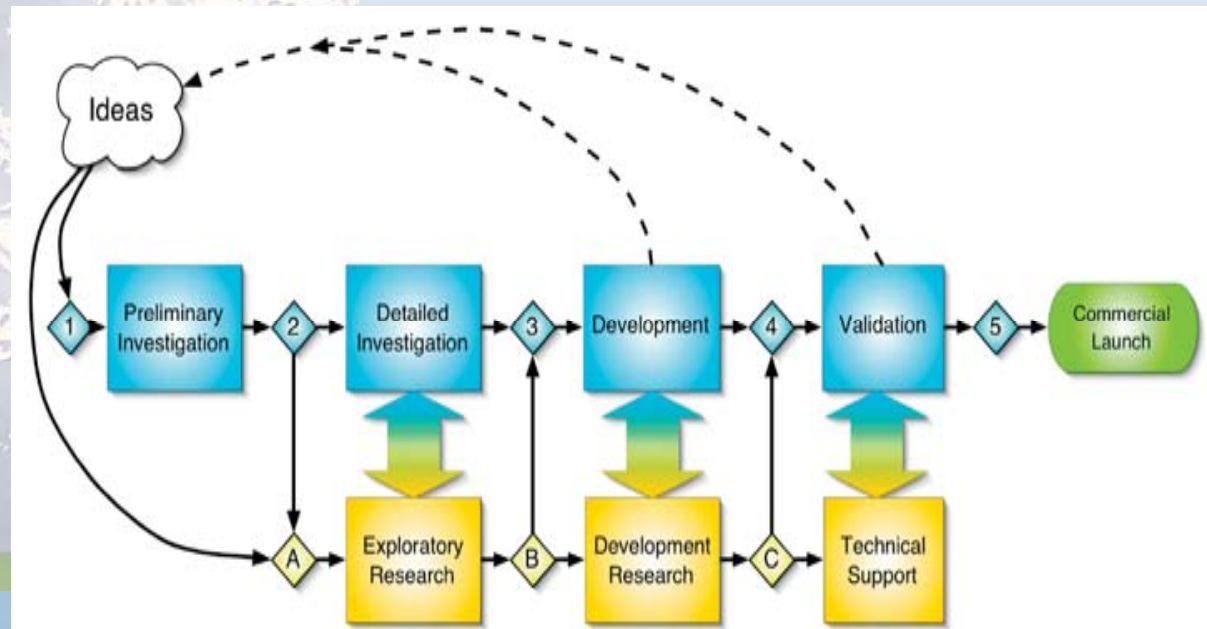 Ideas
1
Preliminary
Investigation
2
Detailed
Investigation
3
Development
4
Validation
5
Commercial
Launch
A
Exploratory
Research
B
Development
Research
C
Technical
Support